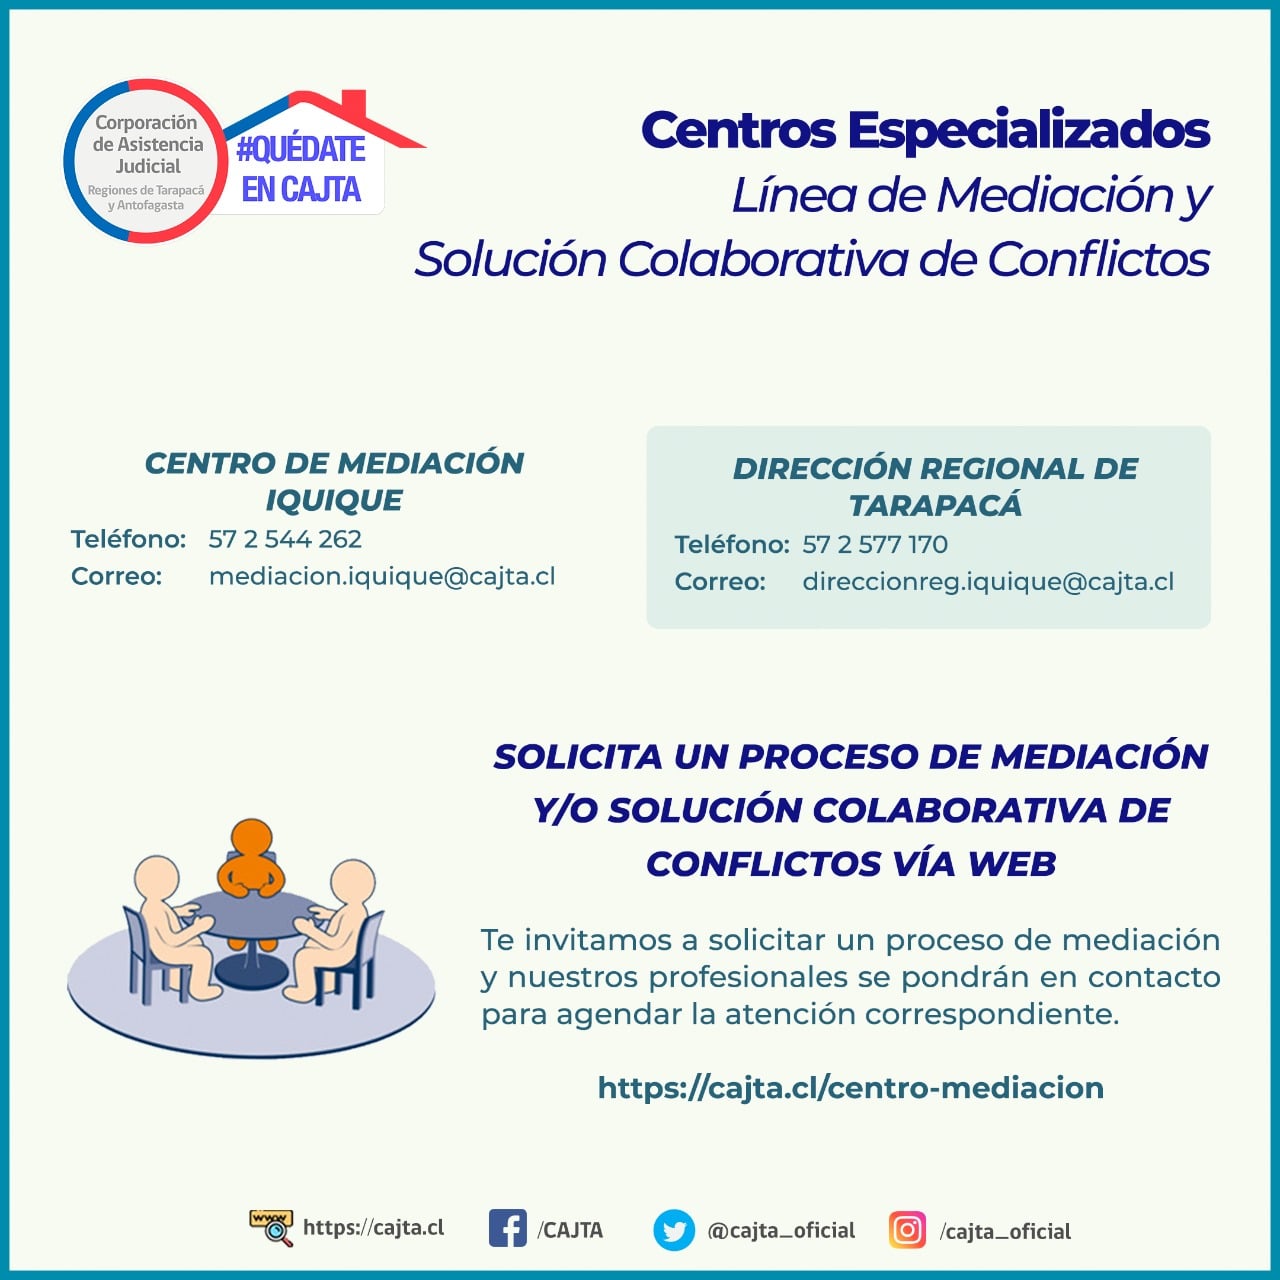 Corporación
de Asistencia
Judicial
Regiones de Tarapacá
y Antofagasta
#QUÉDATE
EN CAJTA
Centros Especializados
Línea de Mediación y
Solución Colaborativa de Conflictos
CENTRO DE MEDIACIÓN
IQUIQUE
Teléfono: 57 2 544 262
Correo: mediacion.iquique@cajta.cl
DIRECCIÓN REGIONAL DE
TARAPACÁ
Teléfono: 57 2 577 170
Correo: direccionreg.iquique@cajta.cl
SOLICITA UN PROCESO DE MEDIACIÓN
Y/O SOLUCIÓN COLABORATIVA DE
CONFLICTOS VÍA WEB
Te invitamos a solicitar un proceso de mediación
y nuestros profesionales se pondrán en contacto
para agendar la atención correspondiente.
https://cajta.cl/centro-mediacion
www https://cajta.cl /CAJTA @cajta_oficial /cajta_oficial